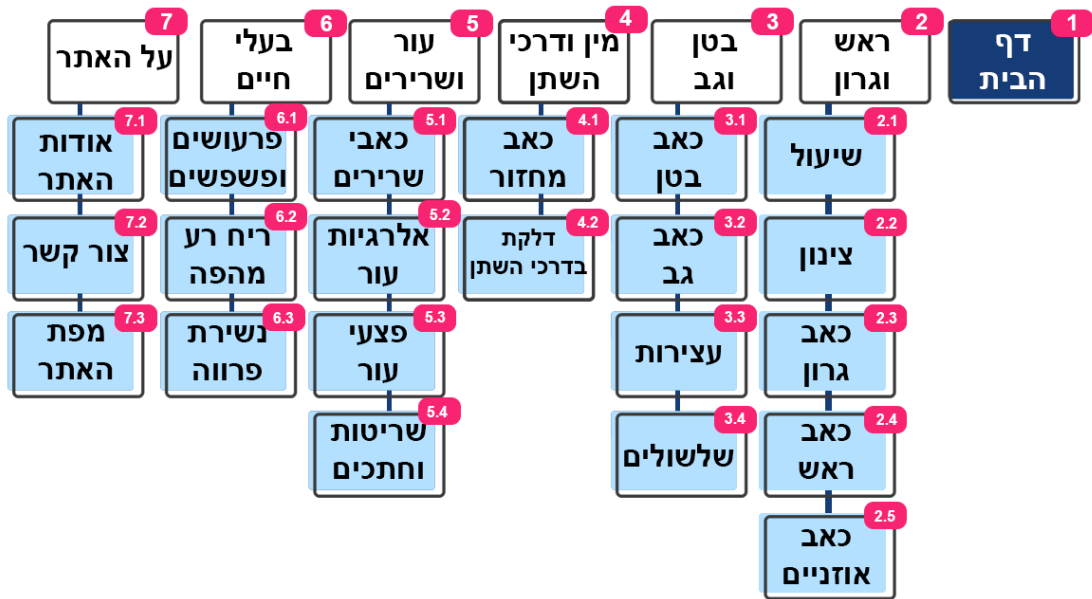 1
דף
הבית
2
ראש
וגרון
2.1
שיעול
2.2
צינון
2.3
כאב
גרון
2.4
כאב
ראש
2.5
כאב
אוזניים
3
בטן
וגב
3.1
כאב
בטן
3.2
כאב
גב
3.3
עצירות
3.4
שלשולים
4
מין ודרכי
השתן
4.1
כאב
מחזור
4.2
דלקת
בדרכי השתן
5
עור
ושרירים
5.1
כאבי
שרירים
5.2
אלרגיות
עור
5.3
פצעי
עור
5.4
שריטות
וחתכים
6
בעלי
חיים
6.1
פרעושים
ופשפשים
6.2
ריח רע
מהפה
6.3
נשירת
פרווה
7
על האתר
7.1
אודות
האתר
7.2
צור קשר
7.3
מפת
האתר